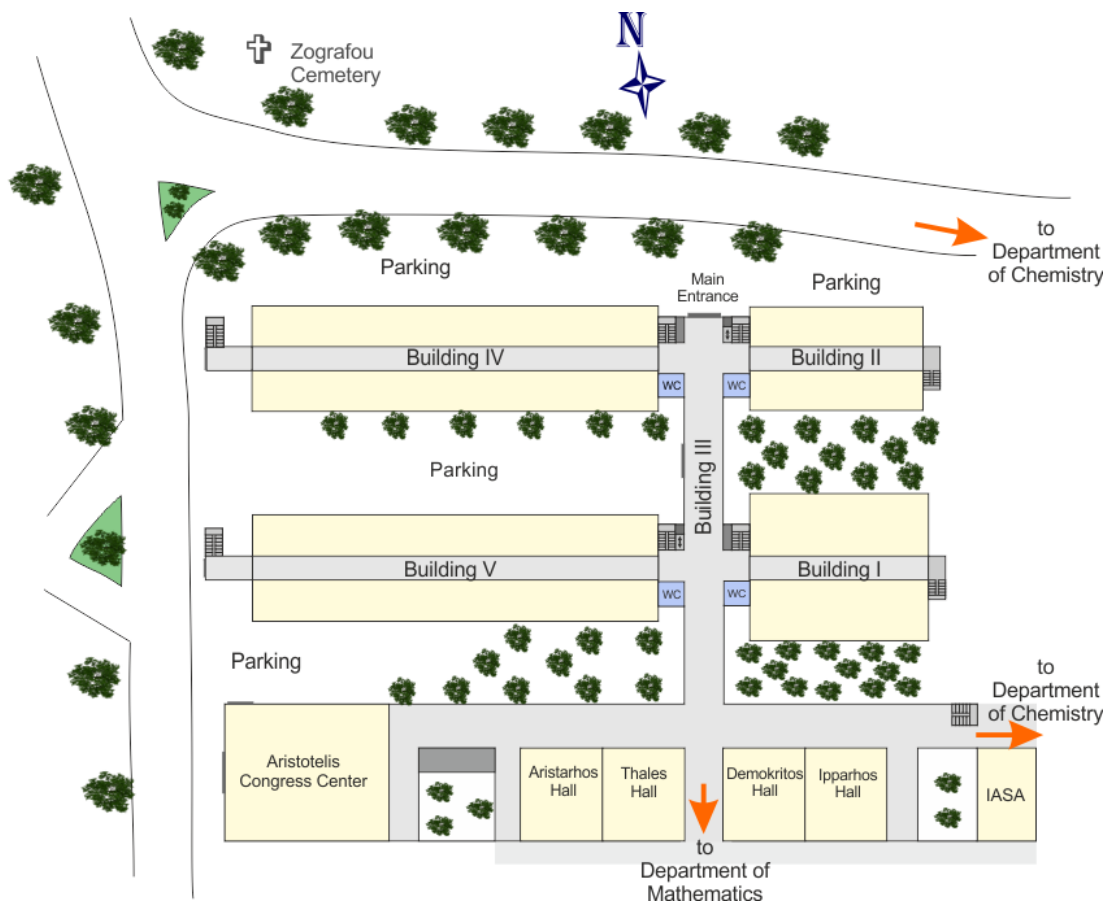 N
Zografou
Cemetery
to
Department
of Chemistry
Parking
Main
Entrance
Parking
Building IV
Building II
WC
WC
Building III
Parking
Building V
Building I
WC
WC
Parking
to
Department
of Chemistry
Aristotelis
Congress Center
Aristarhos
Hall
Thales
Hall
Demokritos
Hall
Ipparhos
Hall
IASA
to
Department of
Mathematics